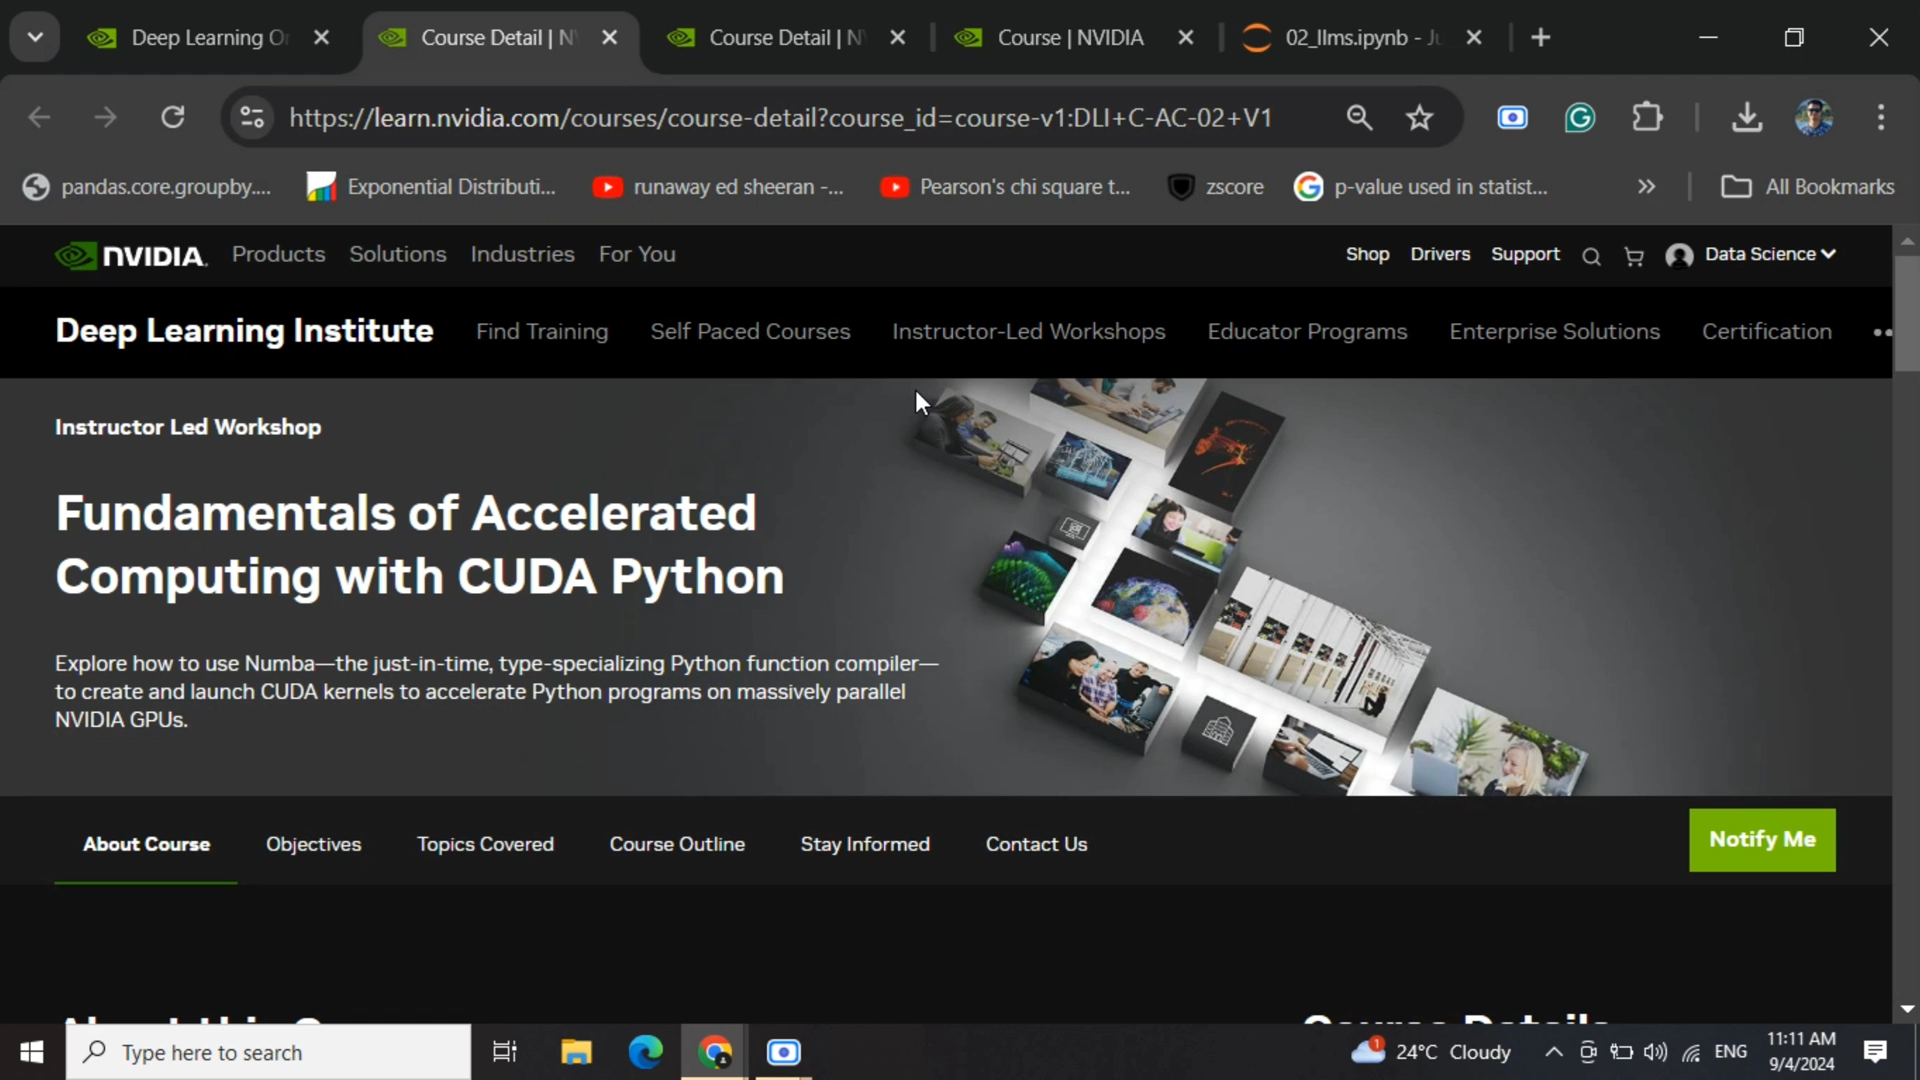 Deep Learning O
Course Detail | N
Course Detail | N
Course | NVIDIA
02_llms.ipynb - Ju
https://learn.nvidia.com/courses/course-detail?course_id=course-v1:DLI+C-AC-02+V1
pandas.core.groupby....
Exponential Distributi...
runaway ed sheeran -...
Pearson's chi square t...
zscore
p-value used in statist...
All Bookmarks
NVIDIA
Products
Solutions
Industries
For You
Shop
Drivers
Support
Data Science
Deep Learning Institute
Find Training
Self Paced Courses
Instructor-Led Workshops
Educator Programs
Enterprise Solutions
Certification
Instructor Led Workshop
Fundamentals of Accelerated
Computing with CUDA Python
Explore how to use Numba—the just-in-time, type-specializing Python function compiler—
to create and launch CUDA kernels to accelerate Python programs on massively parallel
NVIDIA GPUs.
About Course
Objectives
Topics Covered
Course Outline
Stay Informed
Contact Us
Notify Me
Type here to search
1
24°C Cloudy
ENG
11:11 AM
9/4/2024